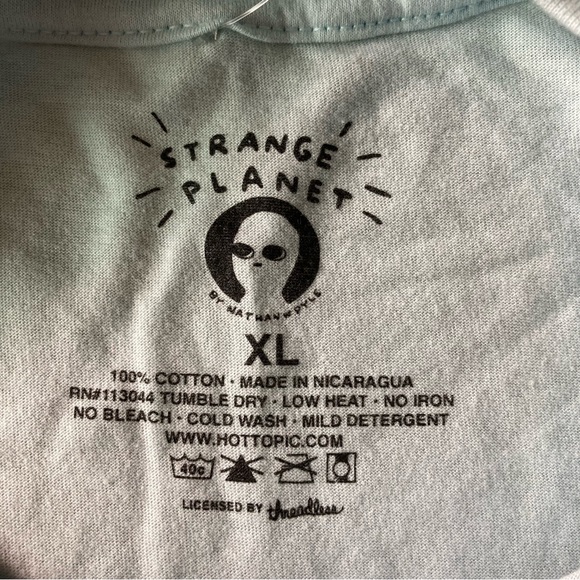 STRANGE
PLANET
BY NATHAN W PYLE
XL
100% COTTON · MADE IN NICARAGUA
RN#113044 TUMBLE DRY · LOW HEAT · NO IRON
NO BLEACH · COLD WASH · MILD DETERGENT
WWW.HOTTOPIC.COM
40c
LICENSED BY threadless